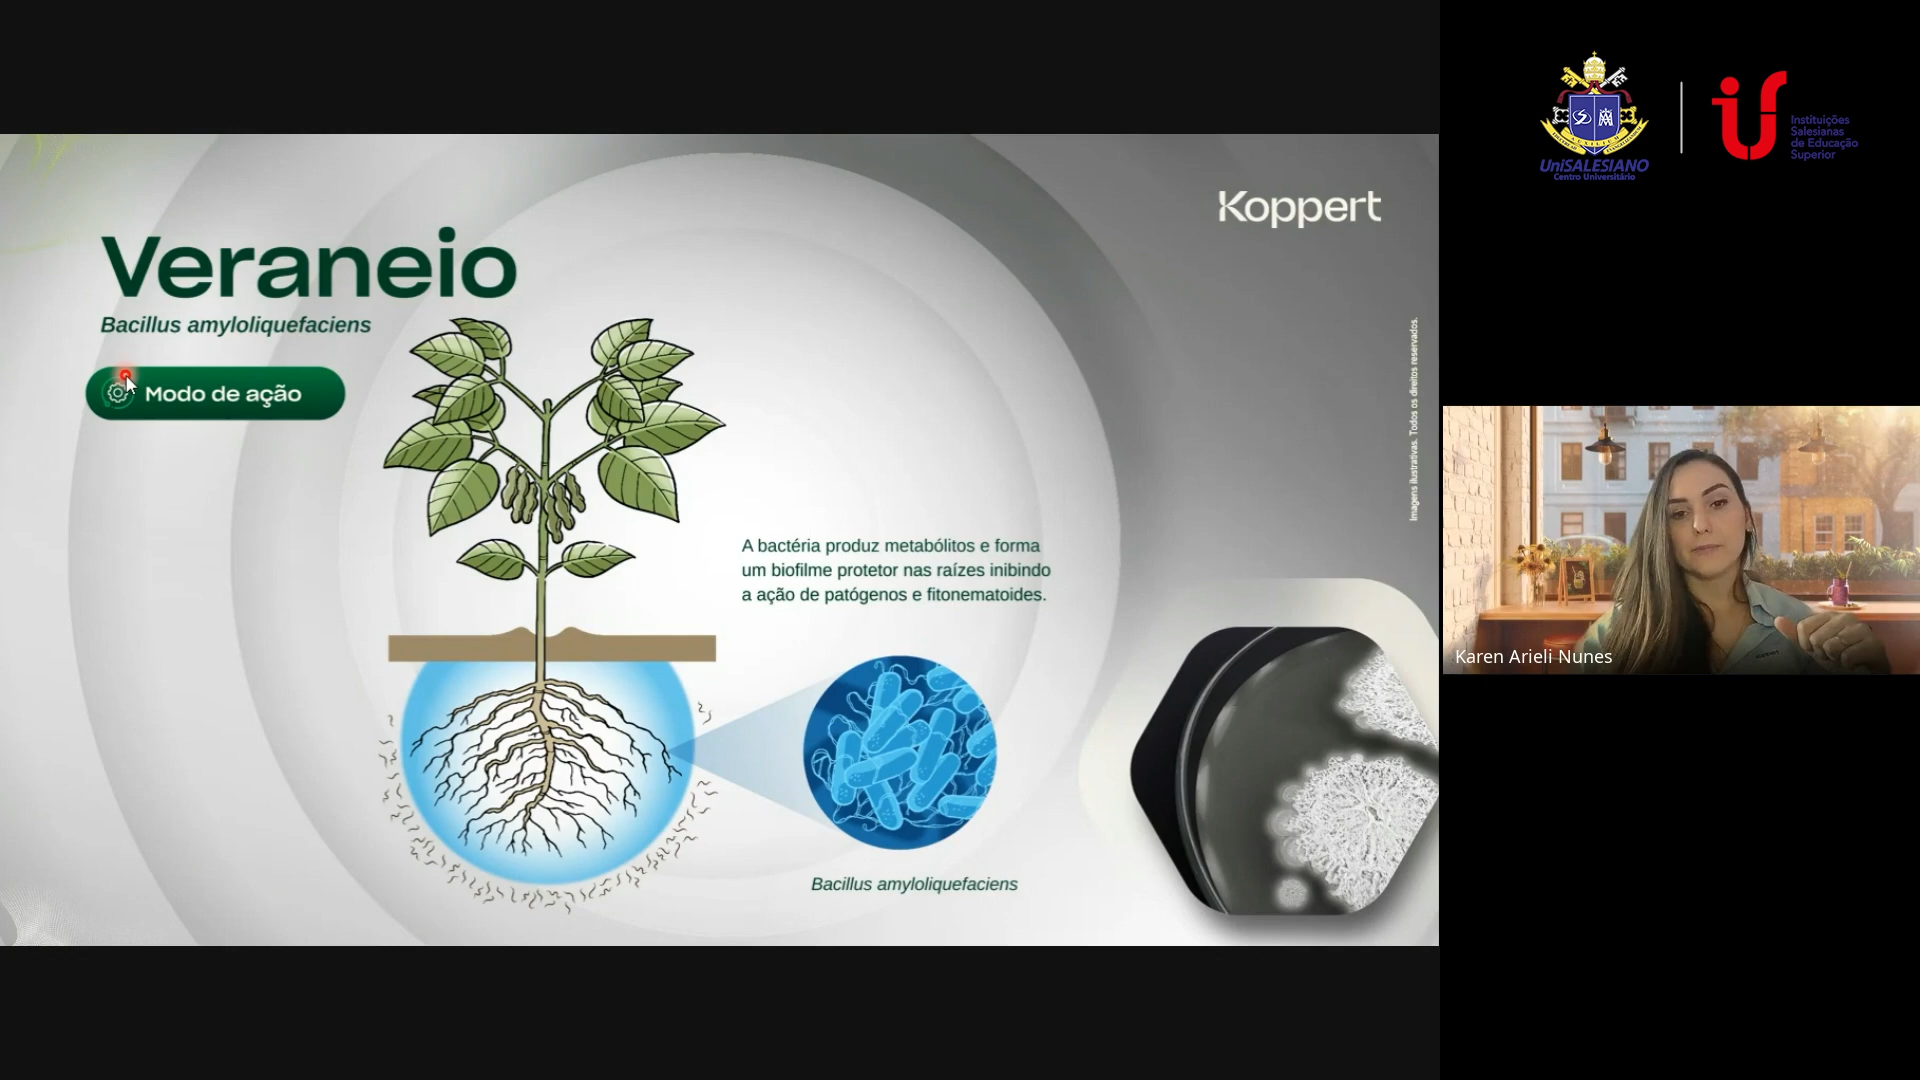 Koppert
Veraneio
Bacillus amyloliquefaciens
Modo de ação
A bactéria produz metabólitos e forma
um biofilme protetor nas raízes inibindo
a ação de patógenos e fitonematoides.
Bacillus amyloliquefaciens
Imagens ilustrativas. Todos os direitos reservados.
UniSALESIANO
Centro Universitário
Instituições
Salesianas
de Educação
Superior
Karen Arieli Nunes